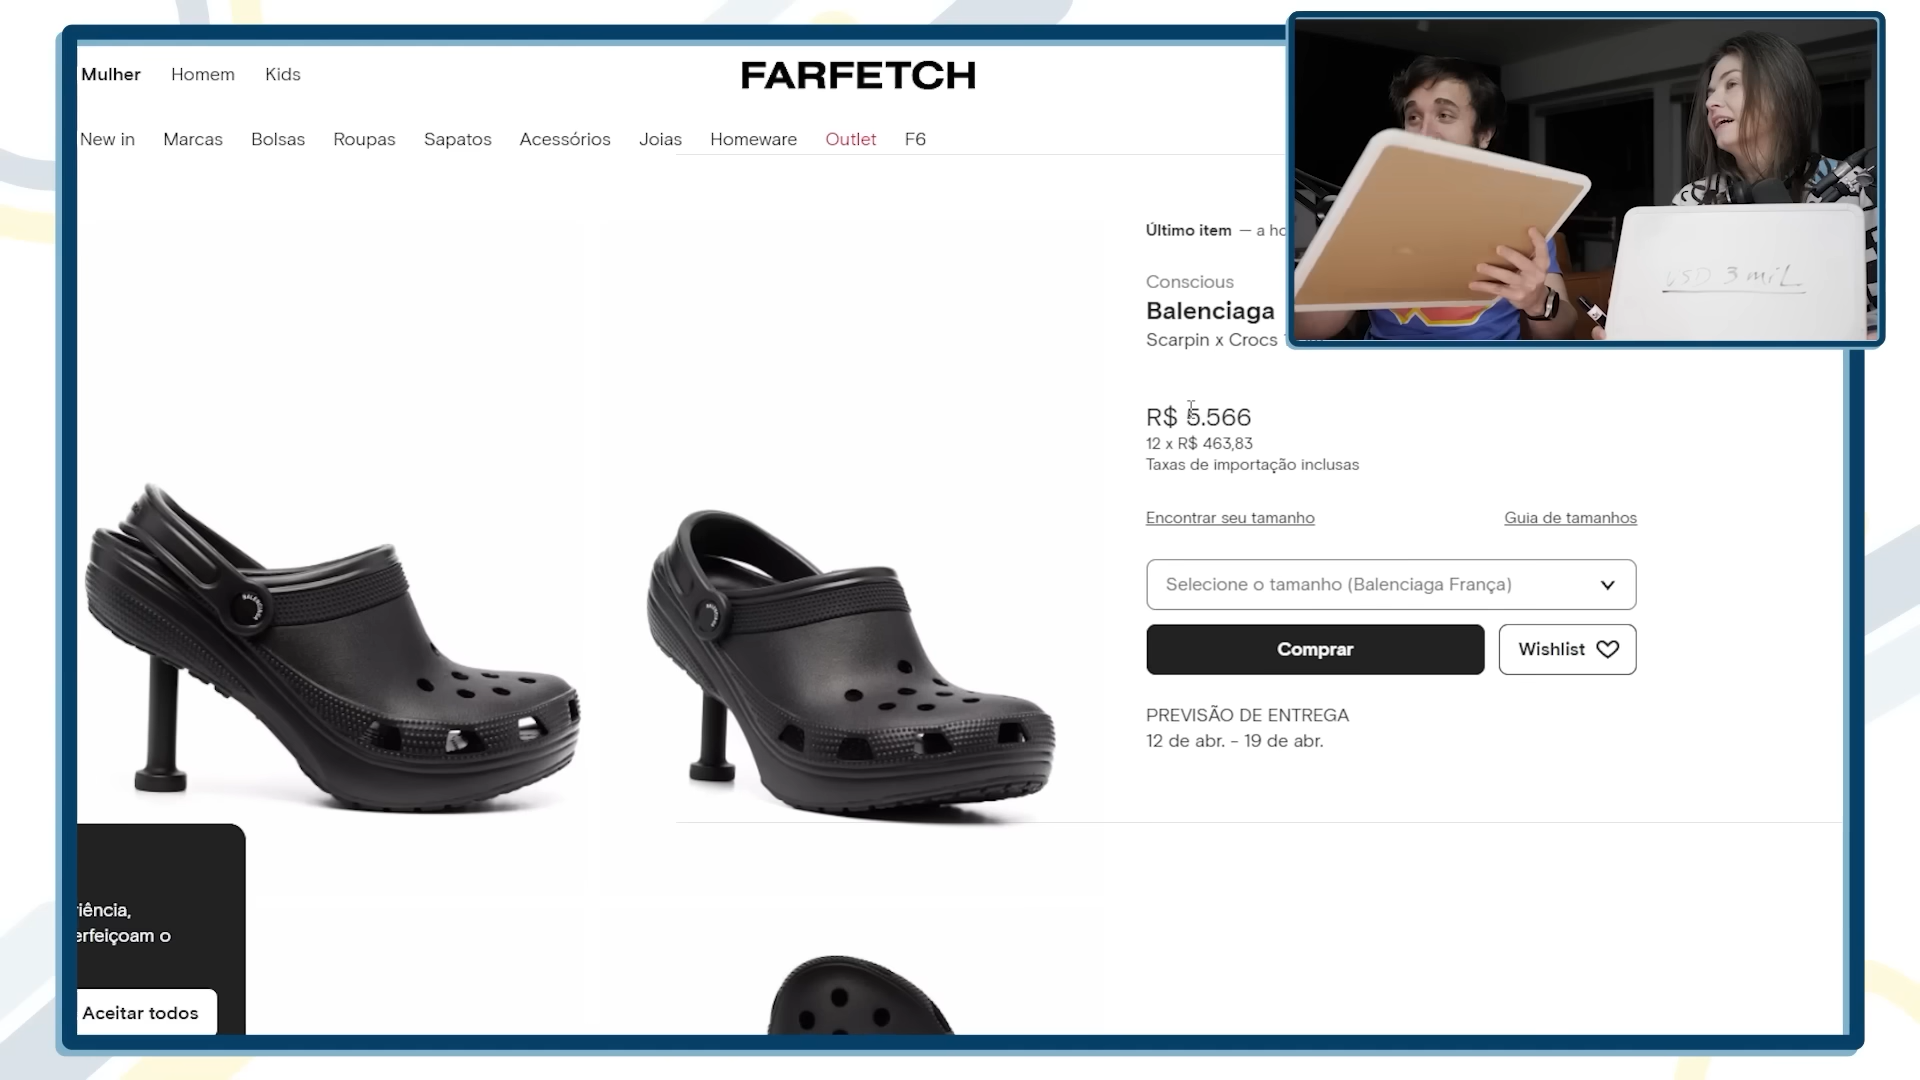 Mulher Homem Kids
FARFETCH
New in Marcas Bolsas Roupas Sapatos Acessórios Joias Homeware Outlet F6
Último item — a
Conscious
Balenciaga
Scarpin x Crocs
R$ 5.566
12 x R$ 463,83
Taxas de importação inclusas
Encontrar seu tamanho Guia de tamanhos
Selecione o tamanho (Balenciaga França)
Comprar Wishlist
PREVISÃO DE ENTREGA
12 de abr. - 19 de abr.
USD 3 mil
BALENCIAGA
riência,
erfeiçoam o
Aceitar todos